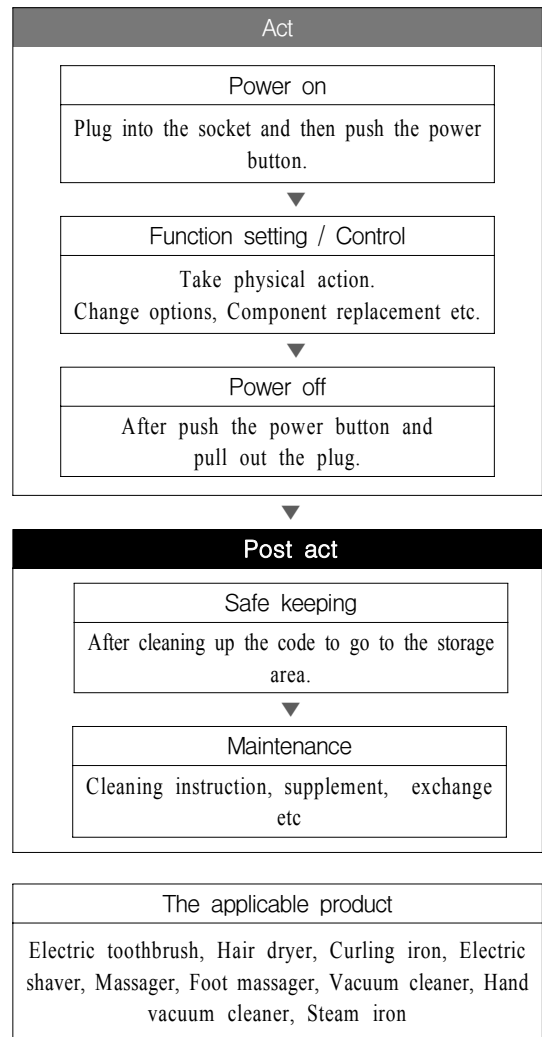 Act
Power on
Plug into the socket and then push the power
button.
Function setting / Control
Take physical action.
Change options, Component replacement etc.
Power off
After push the power button and
pull out the plug.
Post act
Safe keeping
After cleaning up the code to go to the storage
area.
Maintenance
Cleaning instruction, supplement, exchange
etc
The applicable product
Electric toothbrush, Hair dryer, Curling iron, Electric
shaver, Massager, Foot massager, Vacuum cleaner, Hand
vacuum cleaner, Steam iron